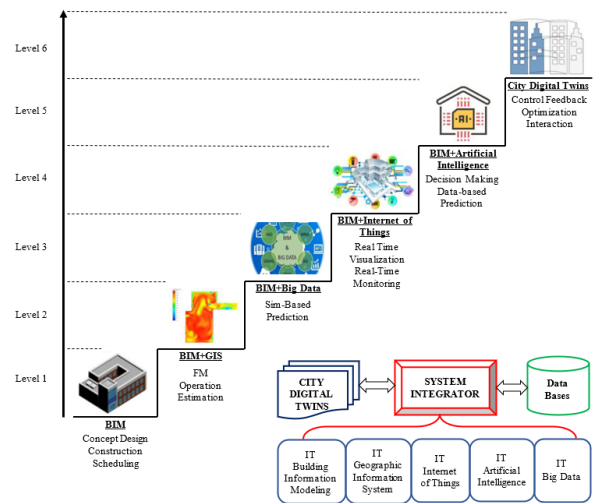 Level 6
City Digital Twins
Control Feedback
Optimization
Interaction
Level 5
AI
BIM+Artificial
Intelligence
Decision Making
Data-based
Prediction
Level 4
BIM+Internet of
Things
Real Time
Visualization
Real-Time
Monitoring
Level 3
BIM
&
BIG DATA
BIM+Big Data
Sim-Based
Prediction
Level 2
BIM+GIS
FM
Operation
Estimation
Level 1
BIM
Concept Design
Construction
Scheduling
CITY
DIGITAL
TWINS
SYSTEM
INTEGRATOR
Data
Bases
IT
Building
Information
Modeling
IT
Geographic
Information
System
IT
Internet
of Things
IT
Artificial
Intelligence
IT
Big Data